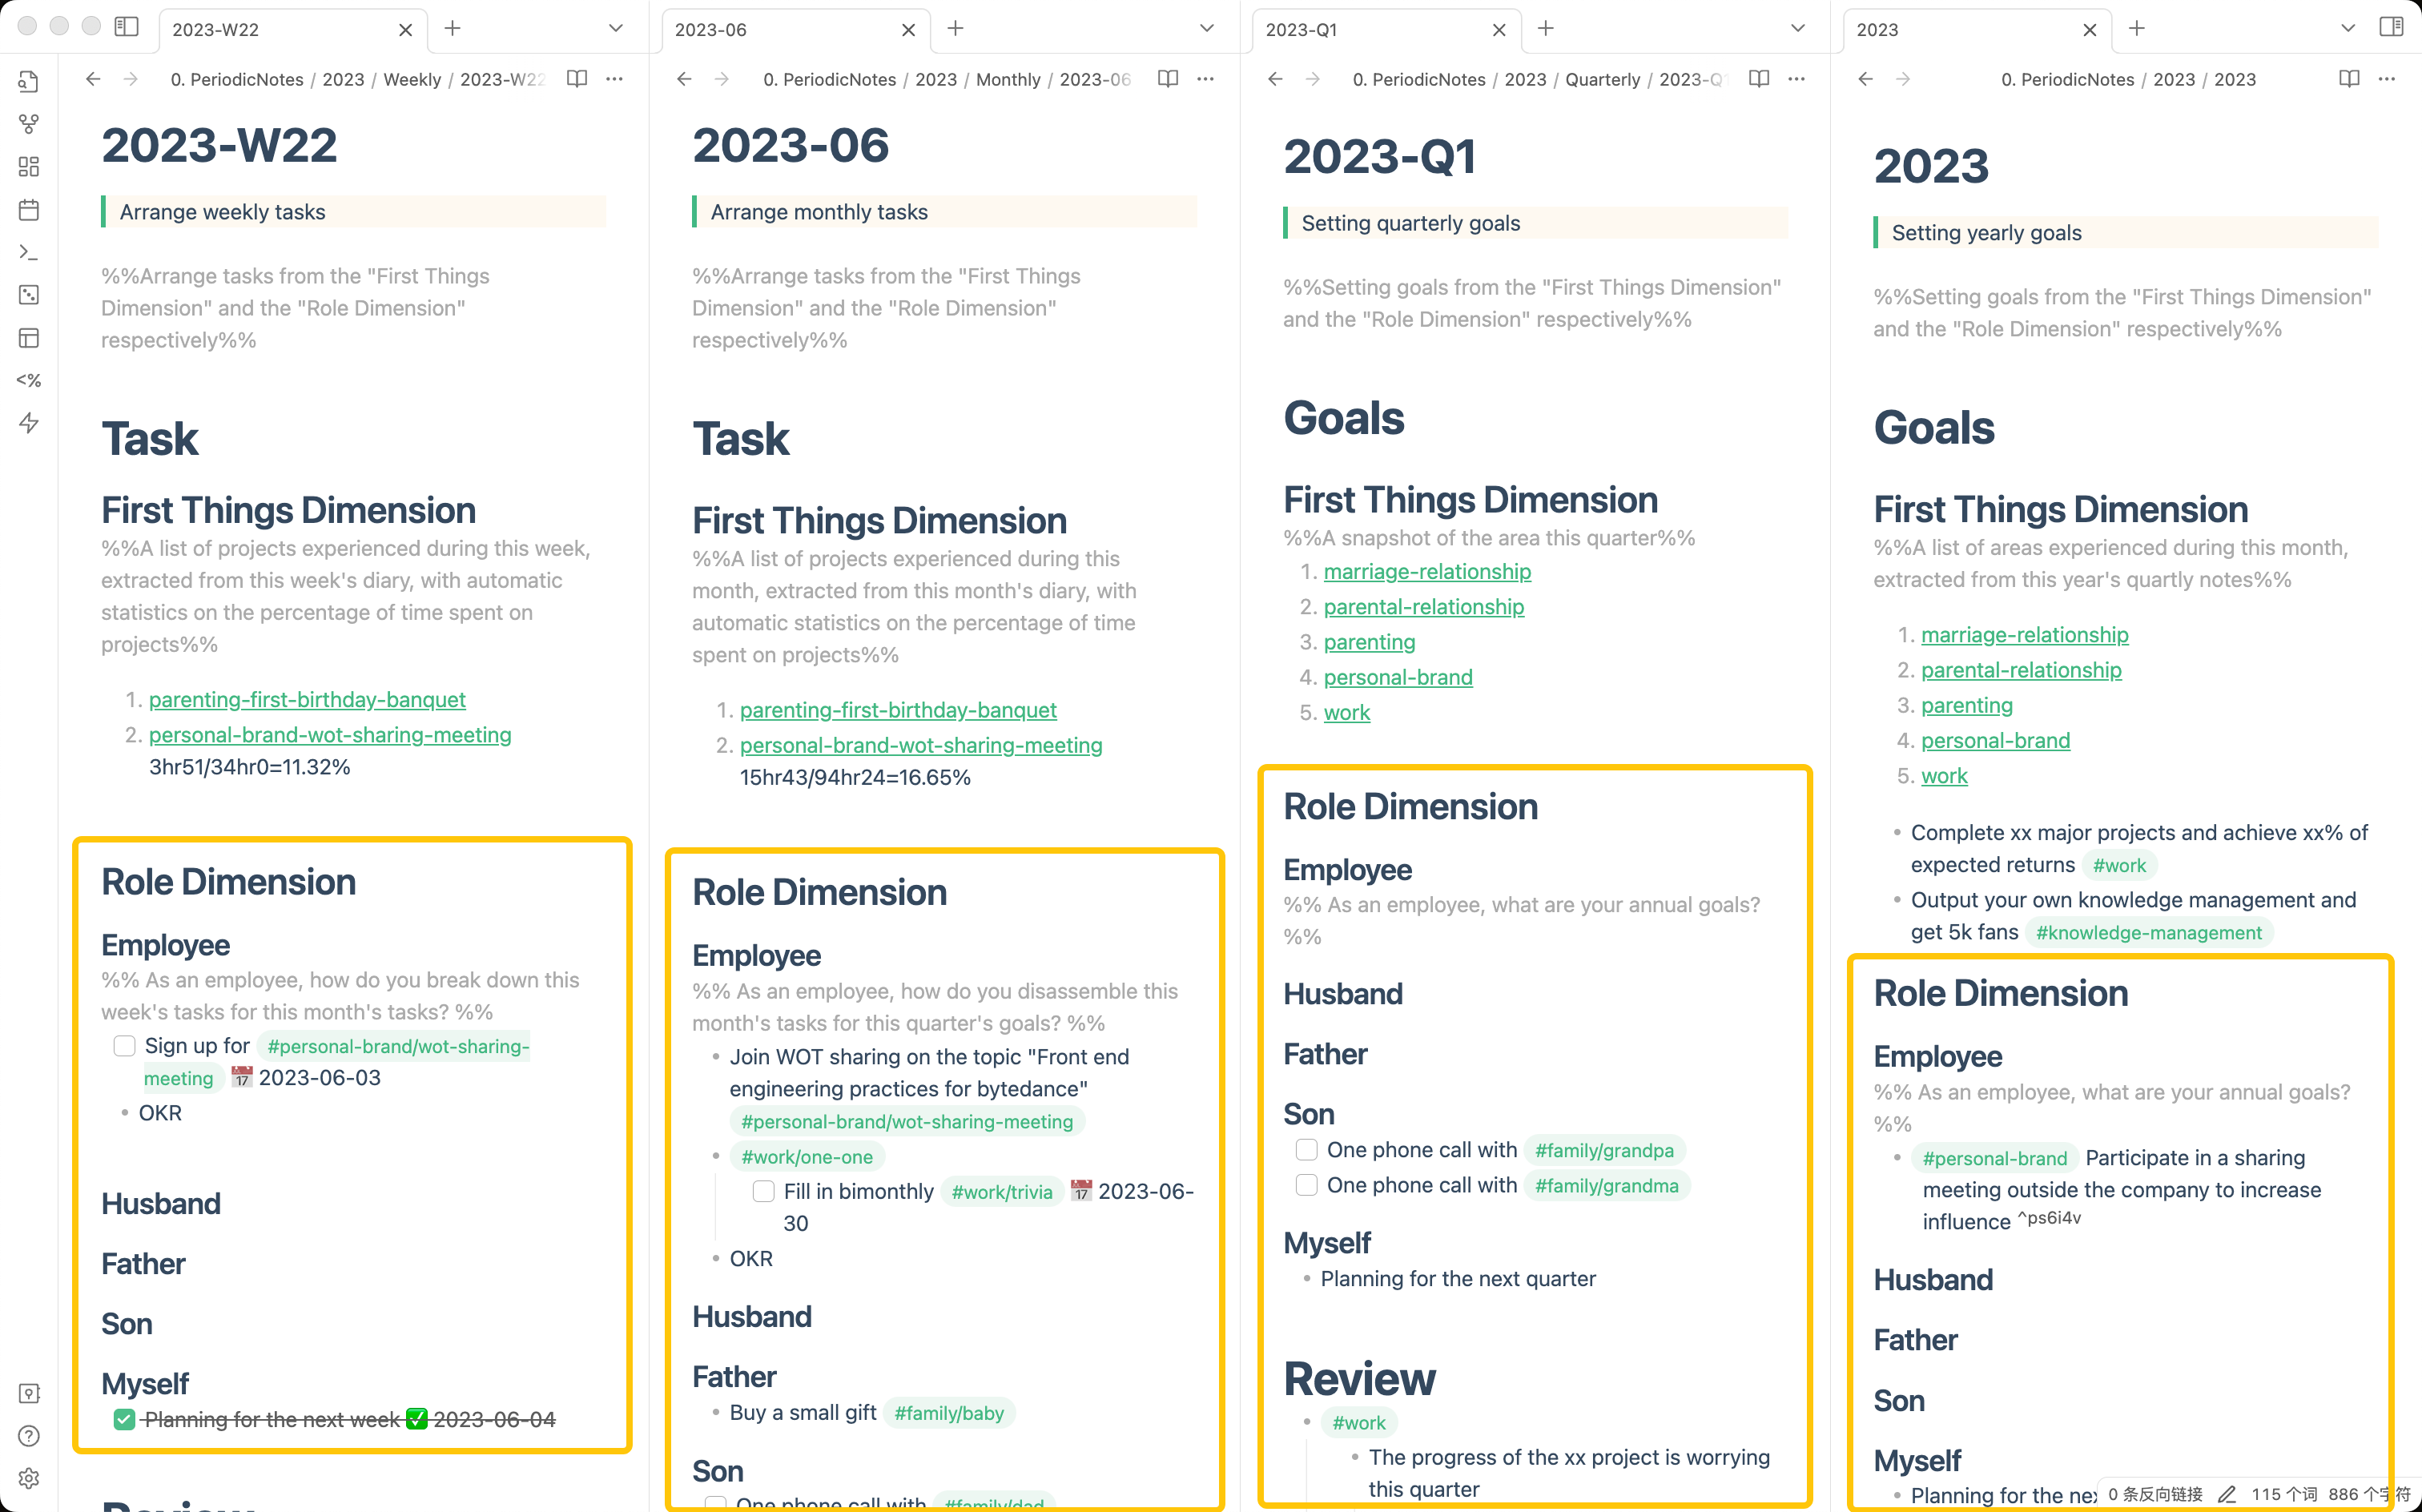 2023-W22
0. PeriodicNotes / 2023 / Weekly / 2023-W22
2023-W22
Arrange weekly tasks
%%Arrange tasks from the "First Things
Dimension" and the "Role Dimension"
respectively%%
Task
First Things Dimension
%%A list of projects experienced during this week,
extracted from this week's diary, with automatic
statistics on the percentage of time spent on
projects%%
1. parenting-first-birthday-banquet
2. personal-brand-wot-sharing-meeting
3hr51/34hr0=11.32%
Role Dimension
Employee
%% As an employee, how do you break down this
week's tasks for this month's tasks? %%
Sign up for #personal-brand/wot-sharing-
meeting 📅 2023-06-03
• OKR
Husband
Father
Son
Myself
Planning for the next week ✅ 2023-06-04
2023-06
0. PeriodicNotes / 2023 / Monthly / 2023-06
2023-06
Arrange monthly tasks
%%Arrange tasks from the "First Things
Dimension" and the "Role Dimension"
respectively%%
Task
First Things Dimension
%%A list of projects experienced during this
month, extracted from this month's diary, with
automatic statistics on the percentage of time
spent on projects%%
1. parenting-first-birthday-banquet
2. personal-brand-wot-sharing-meeting
15hr43/94hr24=16.65%
Role Dimension
Employee
%% As an employee, how do you disassemble this
month's tasks for this quarter's goals? %%
• Join WOT sharing on the topic "Front end
engineering practices for bytedance"
#personal-brand/wot-sharing-meeting
• #work/one-one
Fill in bimonthly #work/trivia 📅 2023-06-
30
• OKR
Husband
Father
• Buy a small gift #family/baby
Son
One phone call with #family/dad
2023-Q1
0. PeriodicNotes / 2023 / Quarterly / 2023-Q1
2023-Q1
Setting quarterly goals
%%Setting goals from the "First Things Dimension"
and the "Role Dimension" respectively%%
Goals
First Things Dimension
%%A snapshot of the area this quarter%%
1. marriage-relationship
2. parental-relationship
3. parenting
4. personal-brand
5. work
Role Dimension
Employee
%% As an employee, what are your annual goals?
%%
Husband
Father
Son
One phone call with #family/grandpa
One phone call with #family/grandma
Myself
• Planning for the next quarter
Review
• #work
• The progress of the xx project is worrying
this quarter
2023
0. PeriodicNotes / 2023 / 2023
2023
Setting yearly goals
%%Setting goals from the "First Things Dimension"
and the "Role Dimension" respectively%%
Goals
First Things Dimension
%%A list of areas experienced during this month,
extracted from this year's quartly notes%%
1. marriage-relationship
2. parental-relationship
3. parenting
4. personal-brand
5. work
• Complete xx major projects and achieve xx% of
expected returns #work
• Output your own knowledge management and
get 5k fans #knowledge-management
Role Dimension
Employee
%% As an employee, what are your annual goals?
%%
• #personal-brand Participate in a sharing
meeting outside the company to increase
influence ^ps6i4v
Husband
Father
Son
Myself
• Planning for the
0 条反向链接 115 个词 886 个字符